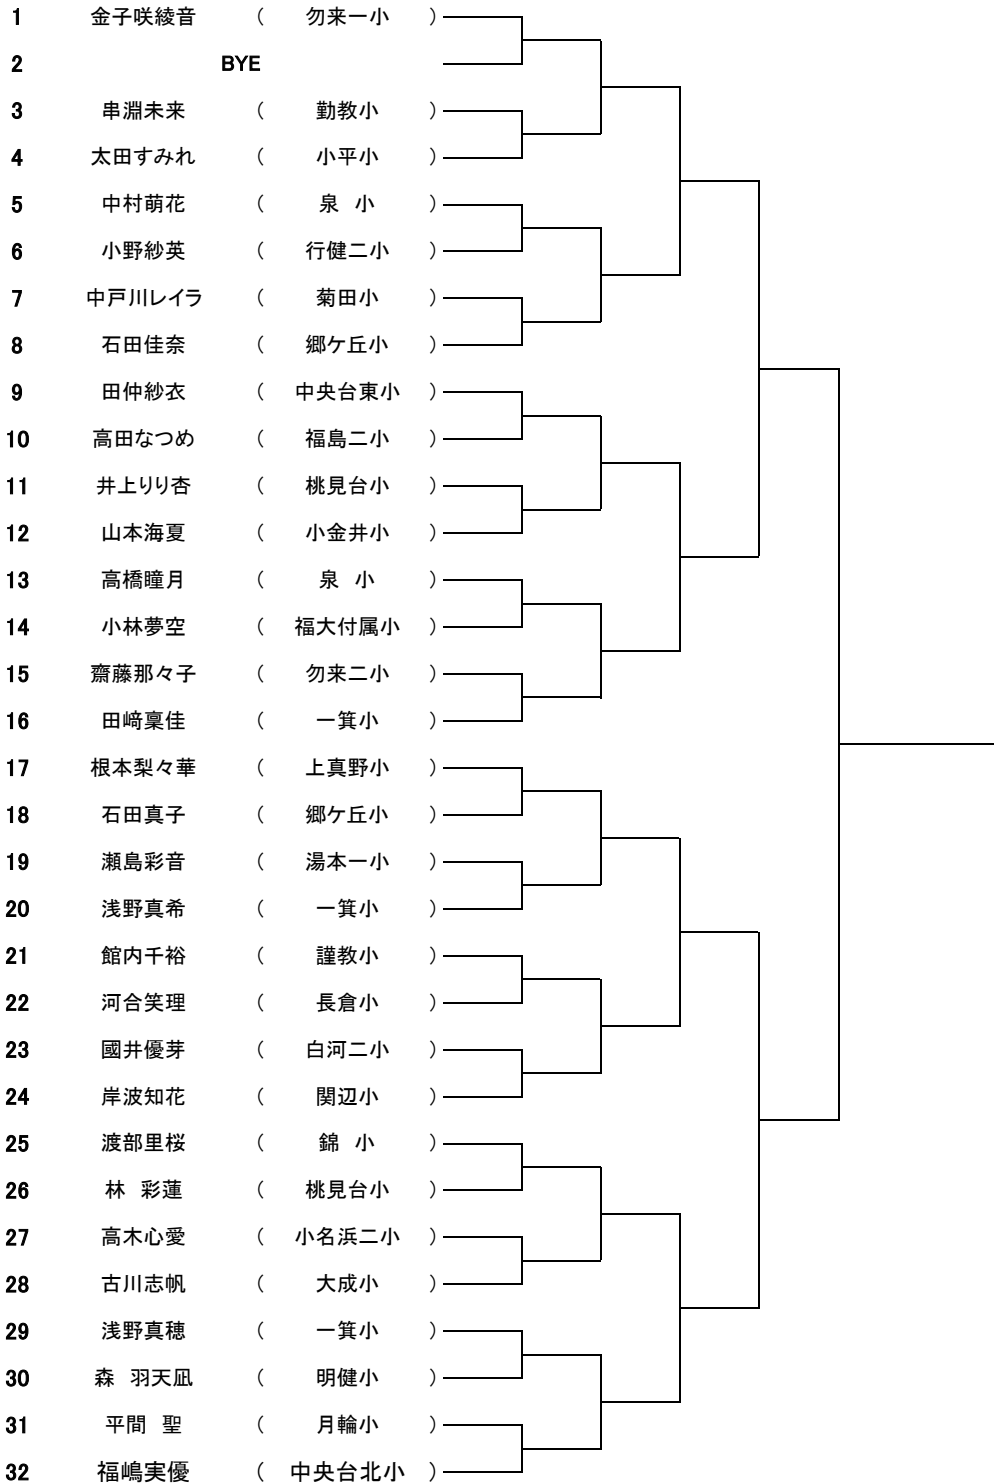 1 金子咲綾音 ( 勿来一小 )
2 BYE
3 串淵未来 ( 勤教小 )
4 太田すみれ ( 小平小 )
5 中村萌花 ( 泉 小 )
6 小野紗英 ( 行健二小 )
7 中戸川レイラ ( 菊田小 )
8 石田佳奈 ( 郷ケ丘小 )
9 田仲紗衣 ( 中央台東小 )
10 高田なつめ ( 福島二小 )
11 井上りり杏 ( 桃見台小 )
12 山本海夏 ( 小金井小 )
13 高橋瞳月 ( 泉 小 )
14 小林夢空 ( 福大付属小 )
15 齋藤那々子 ( 勿来二小 )
16 田﨑稟佳 ( 一箕小 )
17 根本梨々華 ( 上真野小 )
18 石田真子 ( 郷ケ丘小 )
19 瀬島彩音 ( 湯本一小 )
20 浅野真希 ( 一箕小 )
21 館内千裕 ( 謹教小 )
22 河合笑理 ( 長倉小 )
23 國井優芽 ( 白河二小 )
24 岸波知花 ( 関辺小 )
25 渡部里桜 ( 錦 小 )
26 林 彩蓮 ( 桃見台小 )
27 高木心愛 ( 小名浜二小 )
28 古川志帆 ( 大成小 )
29 浅野真穂 ( 一箕小 )
30 森 羽天凪 ( 明健小 )
31 平間 聖 ( 月輪小 )
32 福嶋実優 ( 中央台北小 )